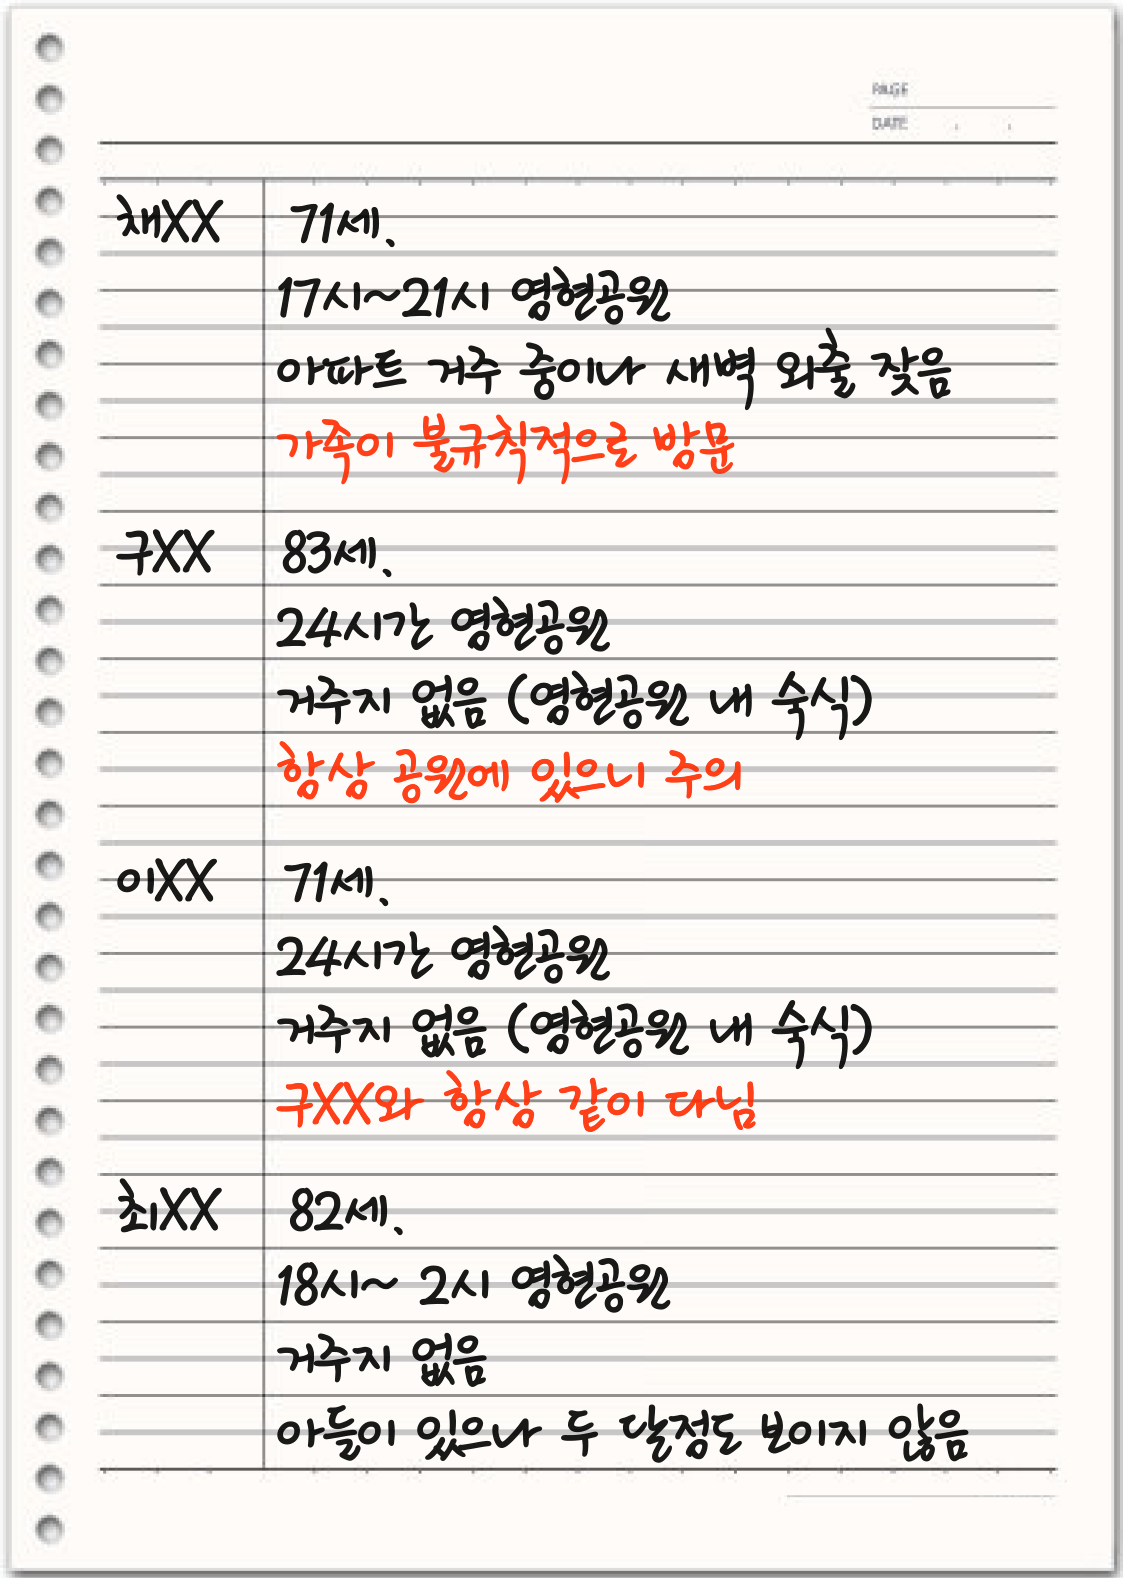 PAGE
DATE . .
채XX 71세.
17시~21시 영현공원
아파트 거주 중이나 새벽 외출 잦음
가족이 불규칙적으로 방문
구XX 83세.
24시간 영현공원
거주지 없음 (영현공원 내 숙식)
항상 공원에 있으니 주의
이XX 71세.
24시간 영현공원
거주지 없음 (영현공원 내 숙식)
구XX와 항상 같이 다님
최XX 82세.
18시~ 2시 영현공원
거주지 없음
아들이 있으나 두 달정도 보이지 않음